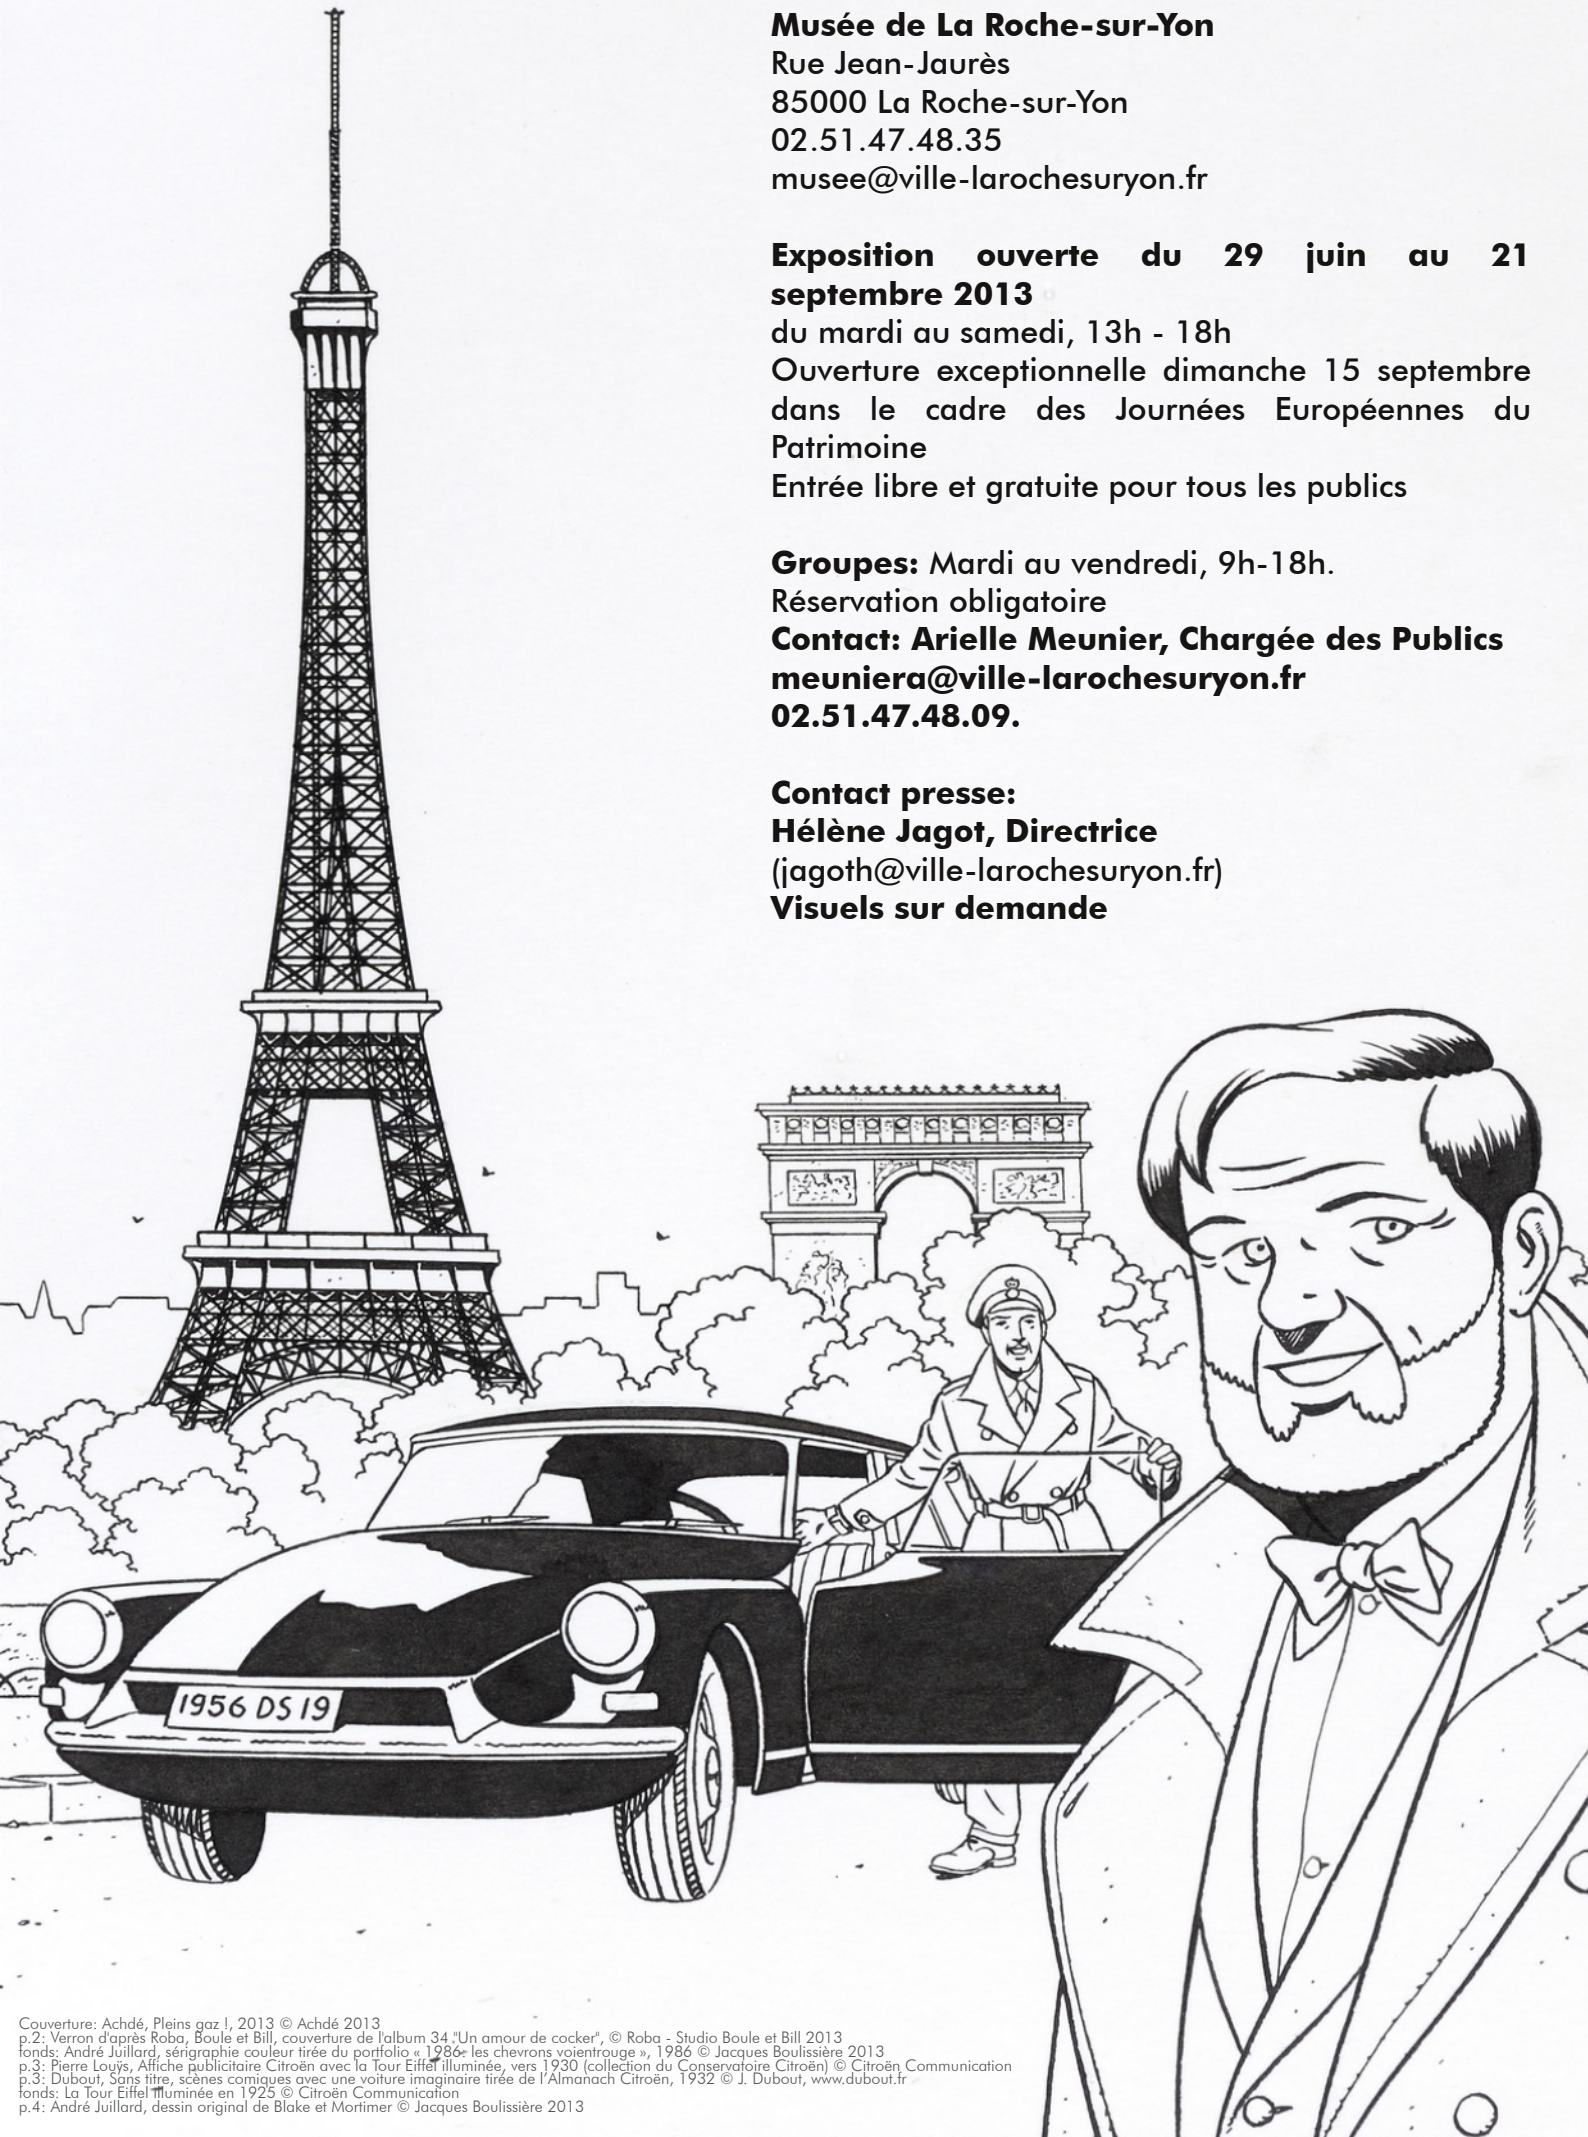 Musée de La Roche-sur-Yon
Rue Jean-Jaurès
85000 La Roche-sur-Yon
02.51.47.48.35
musee@ville-larochesuryon.fr
Exposition ouverte du 29 juin au 21
septembre 2013
du mardi au samedi, 13h - 18h
Ouverture exceptionnelle dimanche 15 septembre
dans le cadre des Journées Européennes du
Patrimoine
Entrée libre et gratuite pour tous les publics
Groupes: Mardi au vendredi, 9h-18h.
Réservation obligatoire
Contact: Arielle Meunier, Chargée des Publics
meuniera@ville-larochesuryon.fr
02.51.47.48.09.
Contact presse:
Hélène Jagot, Directrice
(jagoth@ville-larochesuryon.fr)
Visuels sur demande
1956 DS 19
Couverture: Achdé, Pleins gaz !, 2013 © Achdé 2013
p.2: Verron d'après Roba, Boule et Bill, couverture de l'album 34 "Un amour de cocker", © Roba - Studio Boule et Bill 2013
fonds: André Juillard, sérigraphie couleur tirée du portfolio « 1986: les chevrons voientrouge », 1986 © Jacques Boulissière 2013
p.3: Pierre Louÿs, Affiche publicitaire Citroën avec la Tour Eiffel illuminée, vers 1930 (collection du Conservatoire Citroën) © Citroën Communication
p.3: Dubout, Sans titre, scènes comiques avec une voiture imaginaire tirée de l'Almanach Citroën, 1932 © J. Dubout, www.dubout.fr
fonds: La Tour Eiffel illuminée en 1925 © Citroën Communication
p.4: André Juillard, dessin original de Blake et Mortimer © Jacques Boulissière 2013